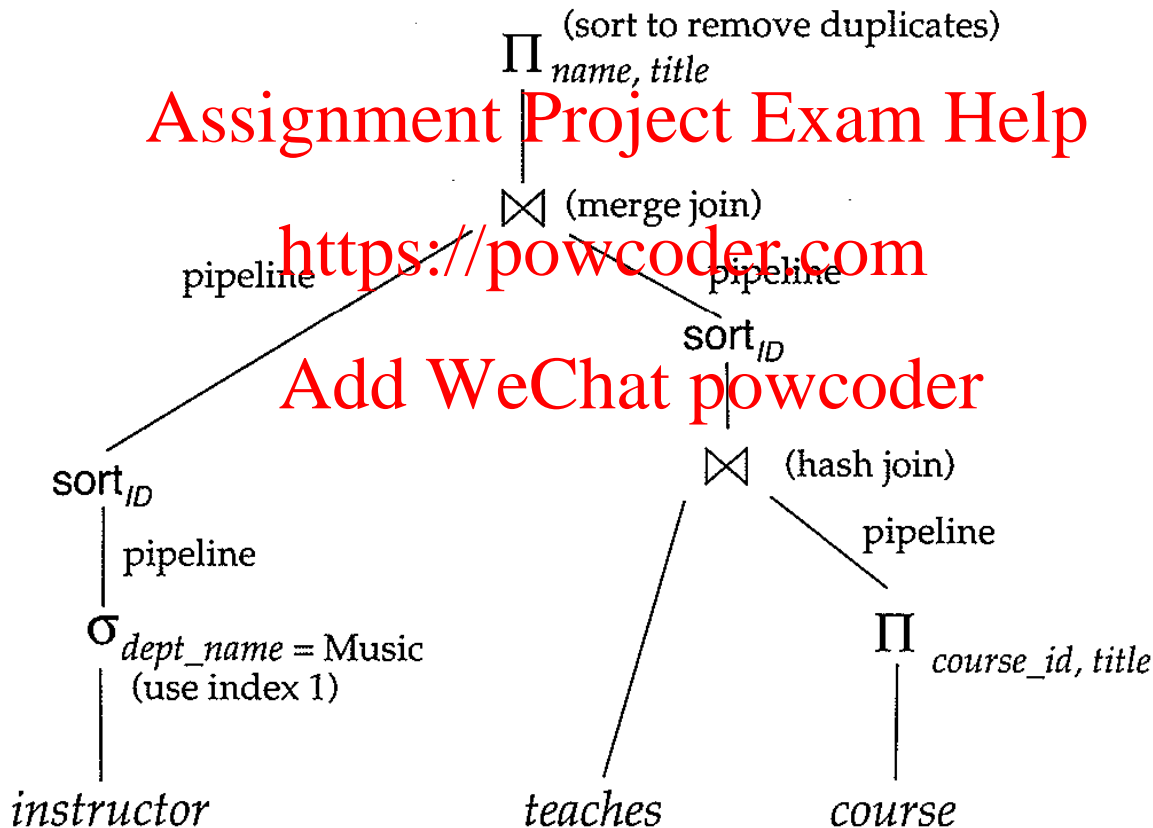 (sort to remove duplicates)
Π name, title
Assignment Project Exam Help
⋈ (merge join)
https://powcoder.com
pipeline
pipeline
sort ID
Add WeChat powcoder
⋈ (hash join)
sort ID
pipeline
pipeline
σ dept_name = Music
(use index 1)
Π course_id, title
instructor
teaches
course